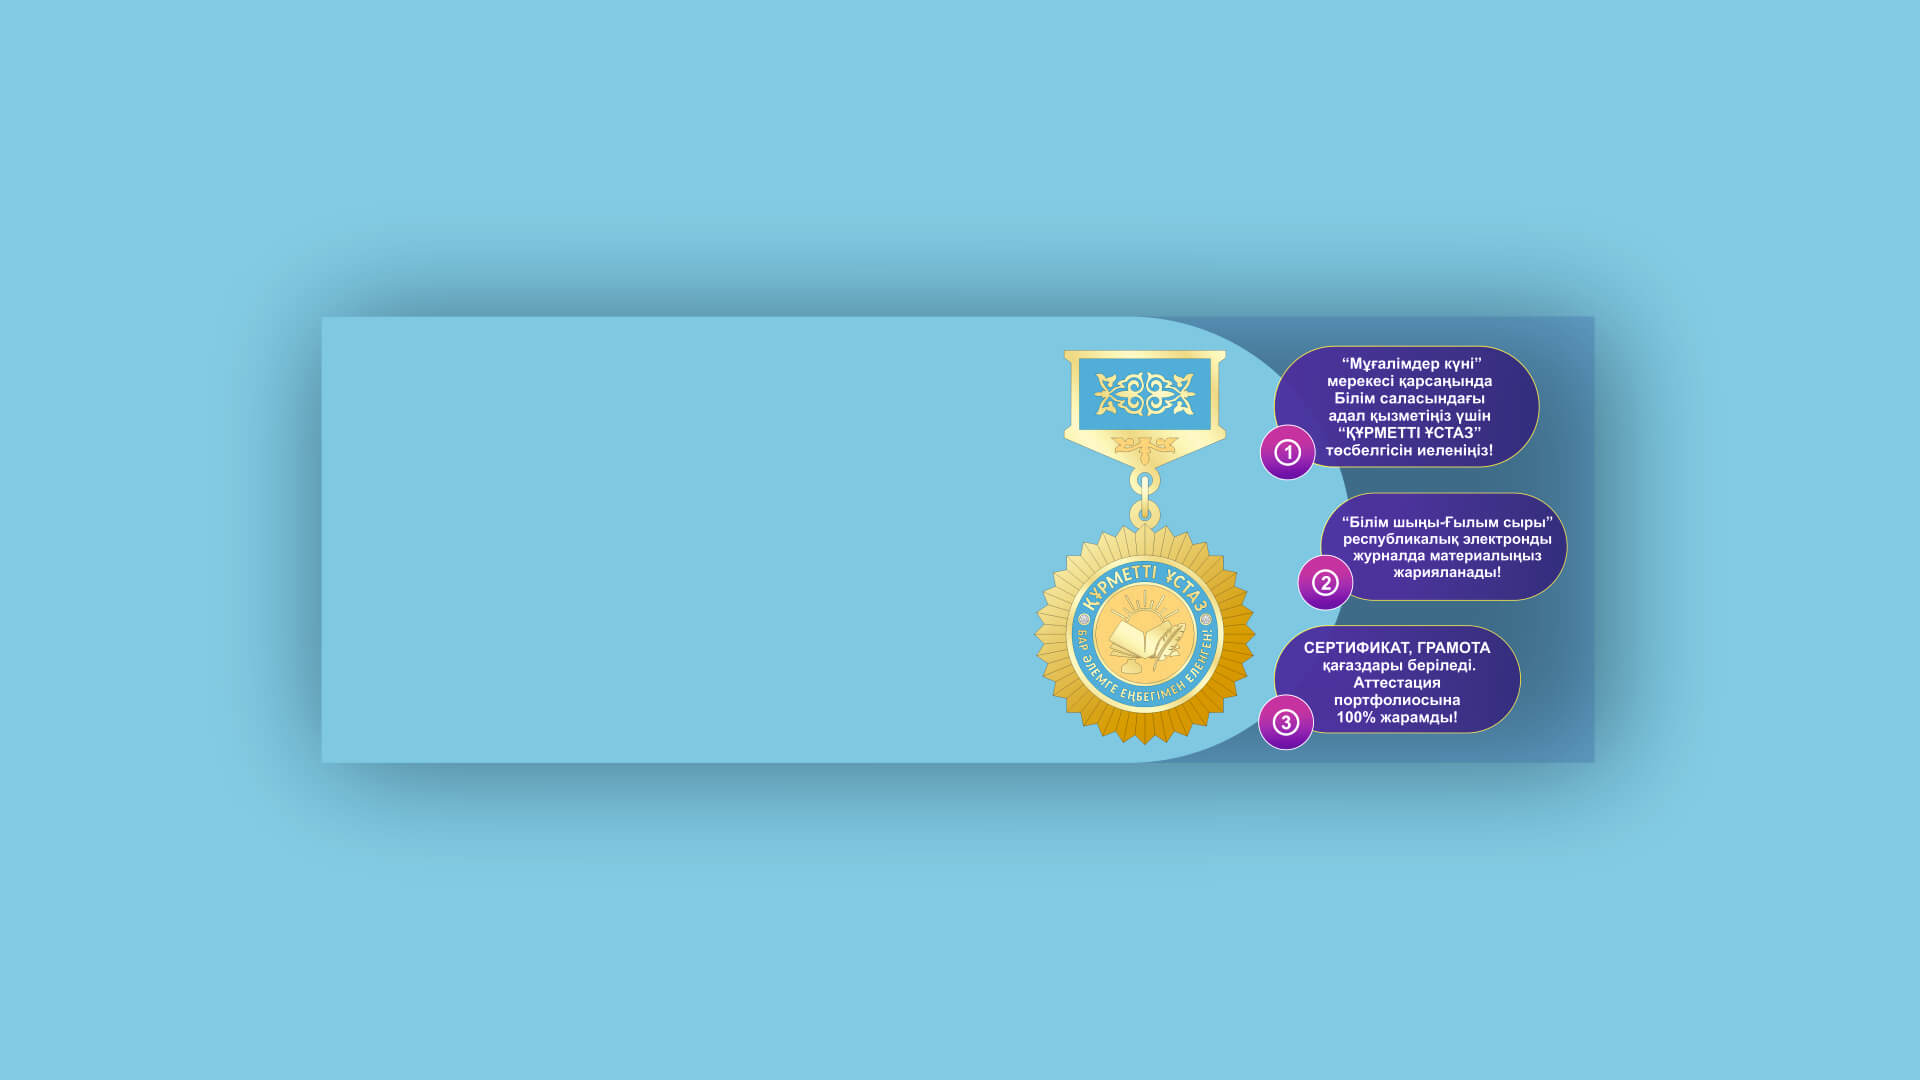 ҚҰРМЕТТІ ҰСТАЗ
БАР ӘЛЕМГЕ ЕҢБЕГІМЕН ЕЛЕНГЕН!
“Мұғалімдер күні”
мерекесі қарсаңында
Білім саласындағы
адал қызметіңіз үшін
“ҚҰРМЕТТІ ҰСТАЗ”
төсбелгісін иеленіңіз!
1
“Білім шыңы-Ғылым сыры”
республикалық электронды
журналда материалыңыз
жарияланады!
2
СЕРТИФИКАТ, ГРАМОТА
қағаздары беріледі.
Аттестация
портфолиосына
100% жарамды!
3